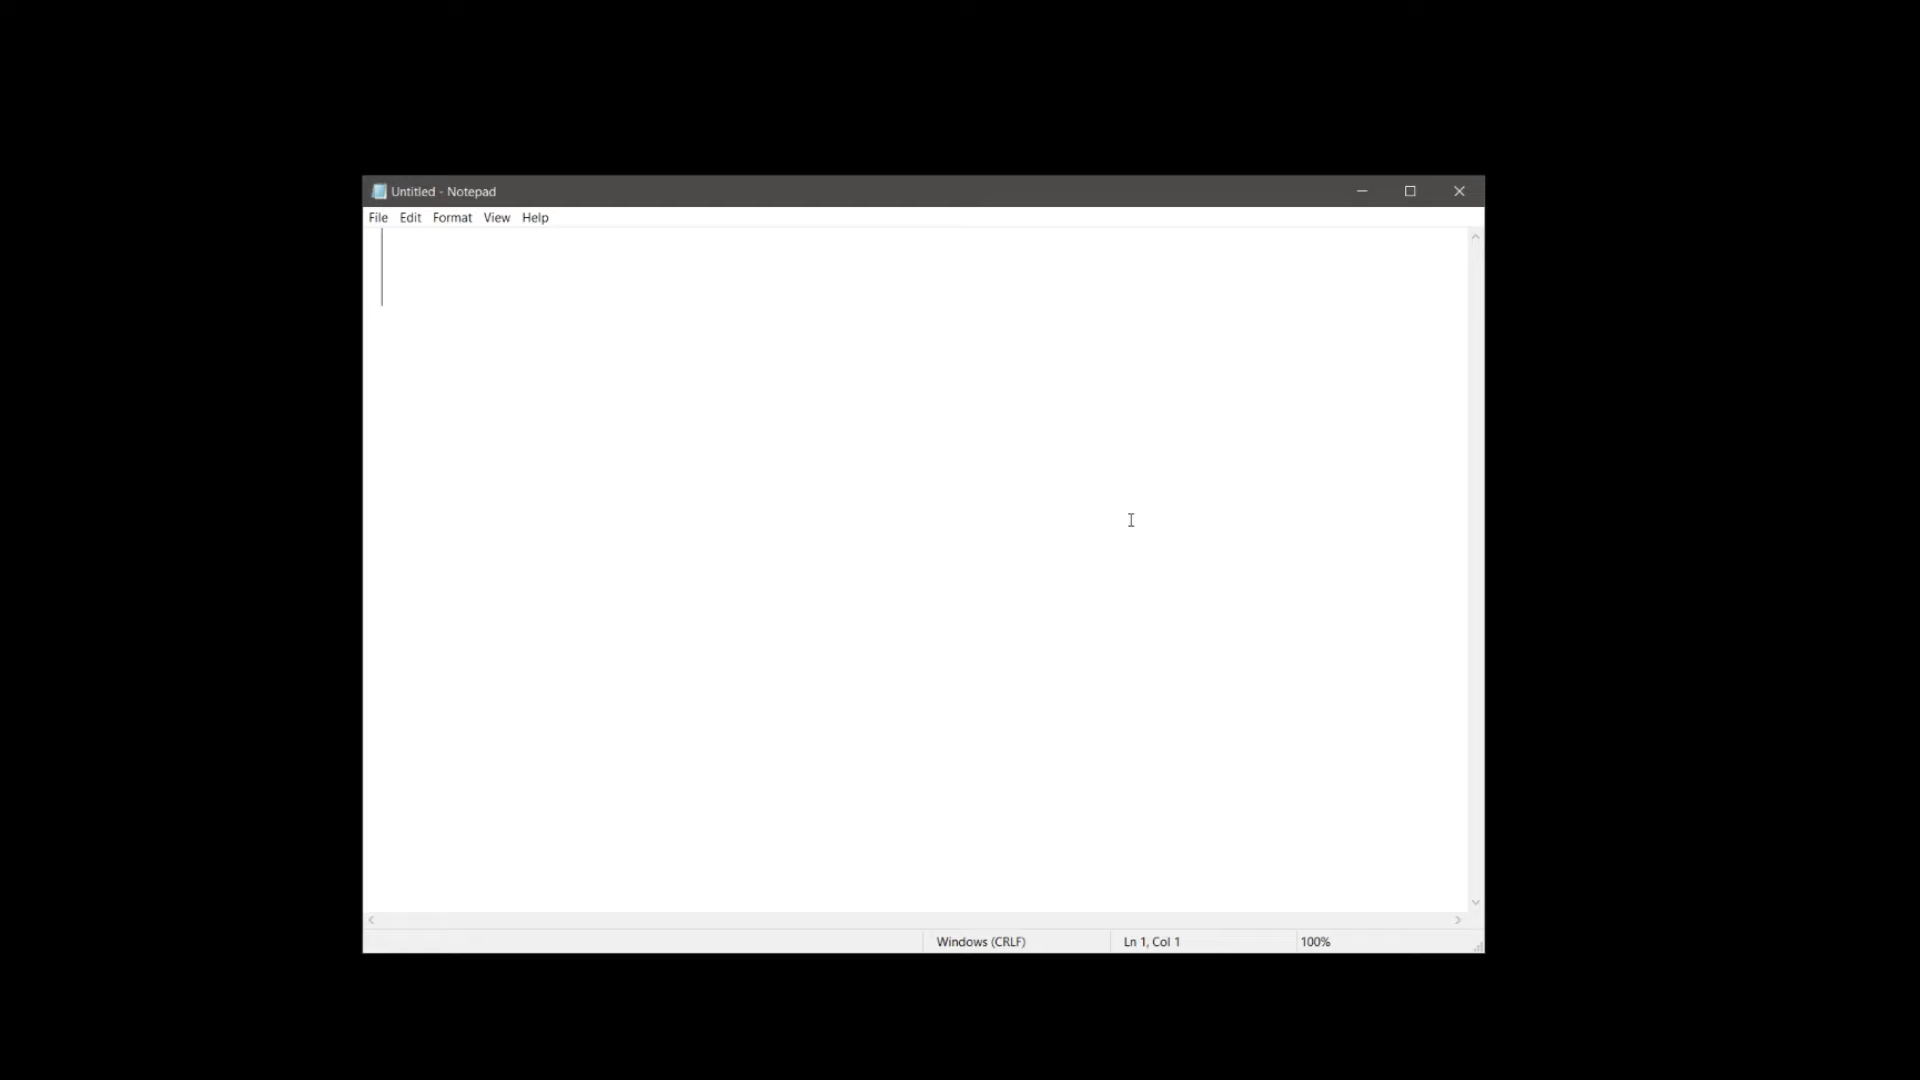 Untitled - Notepad
File Edit Format View Help
Windows (CRLF) Ln 1, Col 1 100%